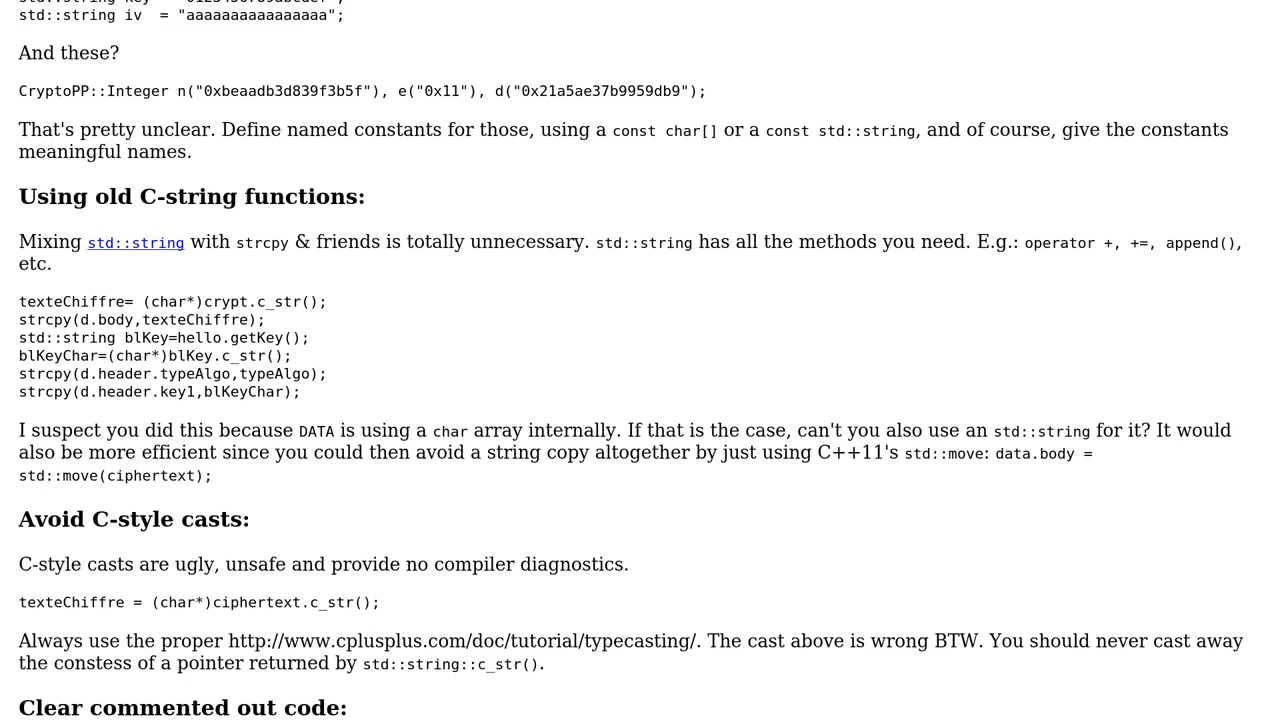 std::string iv  = "aaaaaaaaaaaaaaaa";
And these?
CryptoPP::Integer n("0xbeaadb3d839f3b5f"), e("0x11"), d("0x21a5ae37b9959db9");
That's pretty unclear. Define named constants for those, using a const char[] or a const std::string, and of course, give the constants
meaningful names.
Using old C-string functions:
Mixing std::string with strcpy & friends is totally unnecessary. std::string has all the methods you need. E.g.: operator +, +=, append(),
etc.
texteChiffre= (char*)crypt.c_str();
strcpy(d.body,texteChiffre);
std::string blKey=hello.getKey();
blKeyChar=(char*)blKey.c_str();
strcpy(d.header.typeAlgo,typeAlgo);
strcpy(d.header.key1,blKeyChar);
I suspect you did this because DATA is using a char array internally. If that is the case, can't you also use an std::string for it? It would
also be more efficient since you could then avoid a string copy altogether by just using C++11's std::move: data.body =
std::move(ciphertext);
Avoid C-style casts:
C-style casts are ugly, unsafe and provide no compiler diagnostics.
texteChiffre = (char*)ciphertext.c_str();
Always use the proper http://www.cplusplus.com/doc/tutorial/typecasting/. The cast above is wrong BTW. You should never cast away
the constess of a pointer returned by std::string::c_str().
Clear commented out code: